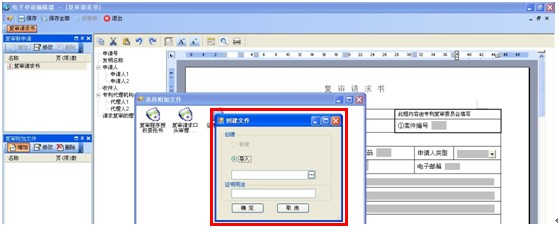 电子申请编辑器 - [复审请求书]
保存 保存全部 退出
复审请求书
复审新申请
增加 修改 删除
名称 页(项)数
复审请求书
复审附加文件
增加 修改 删除
名称 页(项)数
申请号
发明名称
申请人
申请人1
申请人2
收件人
专利代理机构
代理人1
代理人2
请求复审的理
选择附加文件
复审程序授权委托书
复审请求口头审理
创建文件
创建
新建
导入
证明用途
确 定 取 消
复 审 请 求 书
此框内容由专利复审委员会填写
①案件编号
申请人类型
电子邮箱